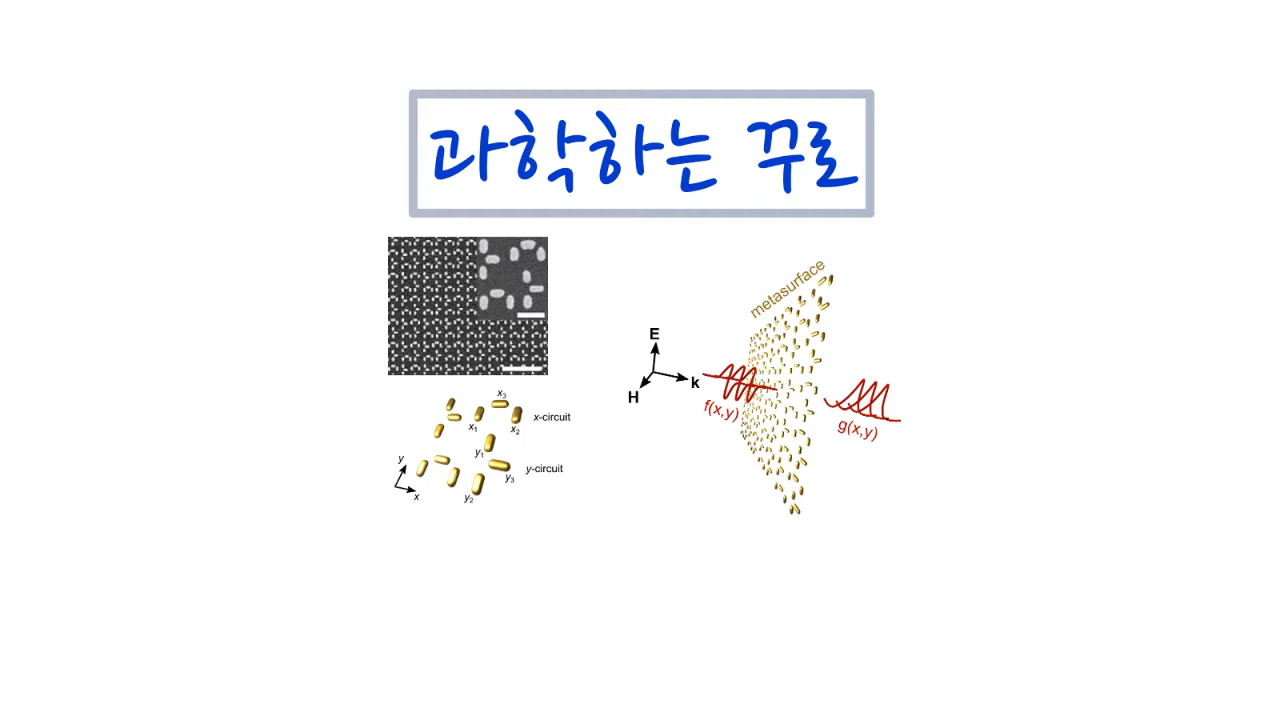 과학하는 꾸로
metasurface
E
k
H
f(x,y)
g(x,y)
x3
x-circuit
x1
x2
y1
y-circuit
y3
y2
y
x